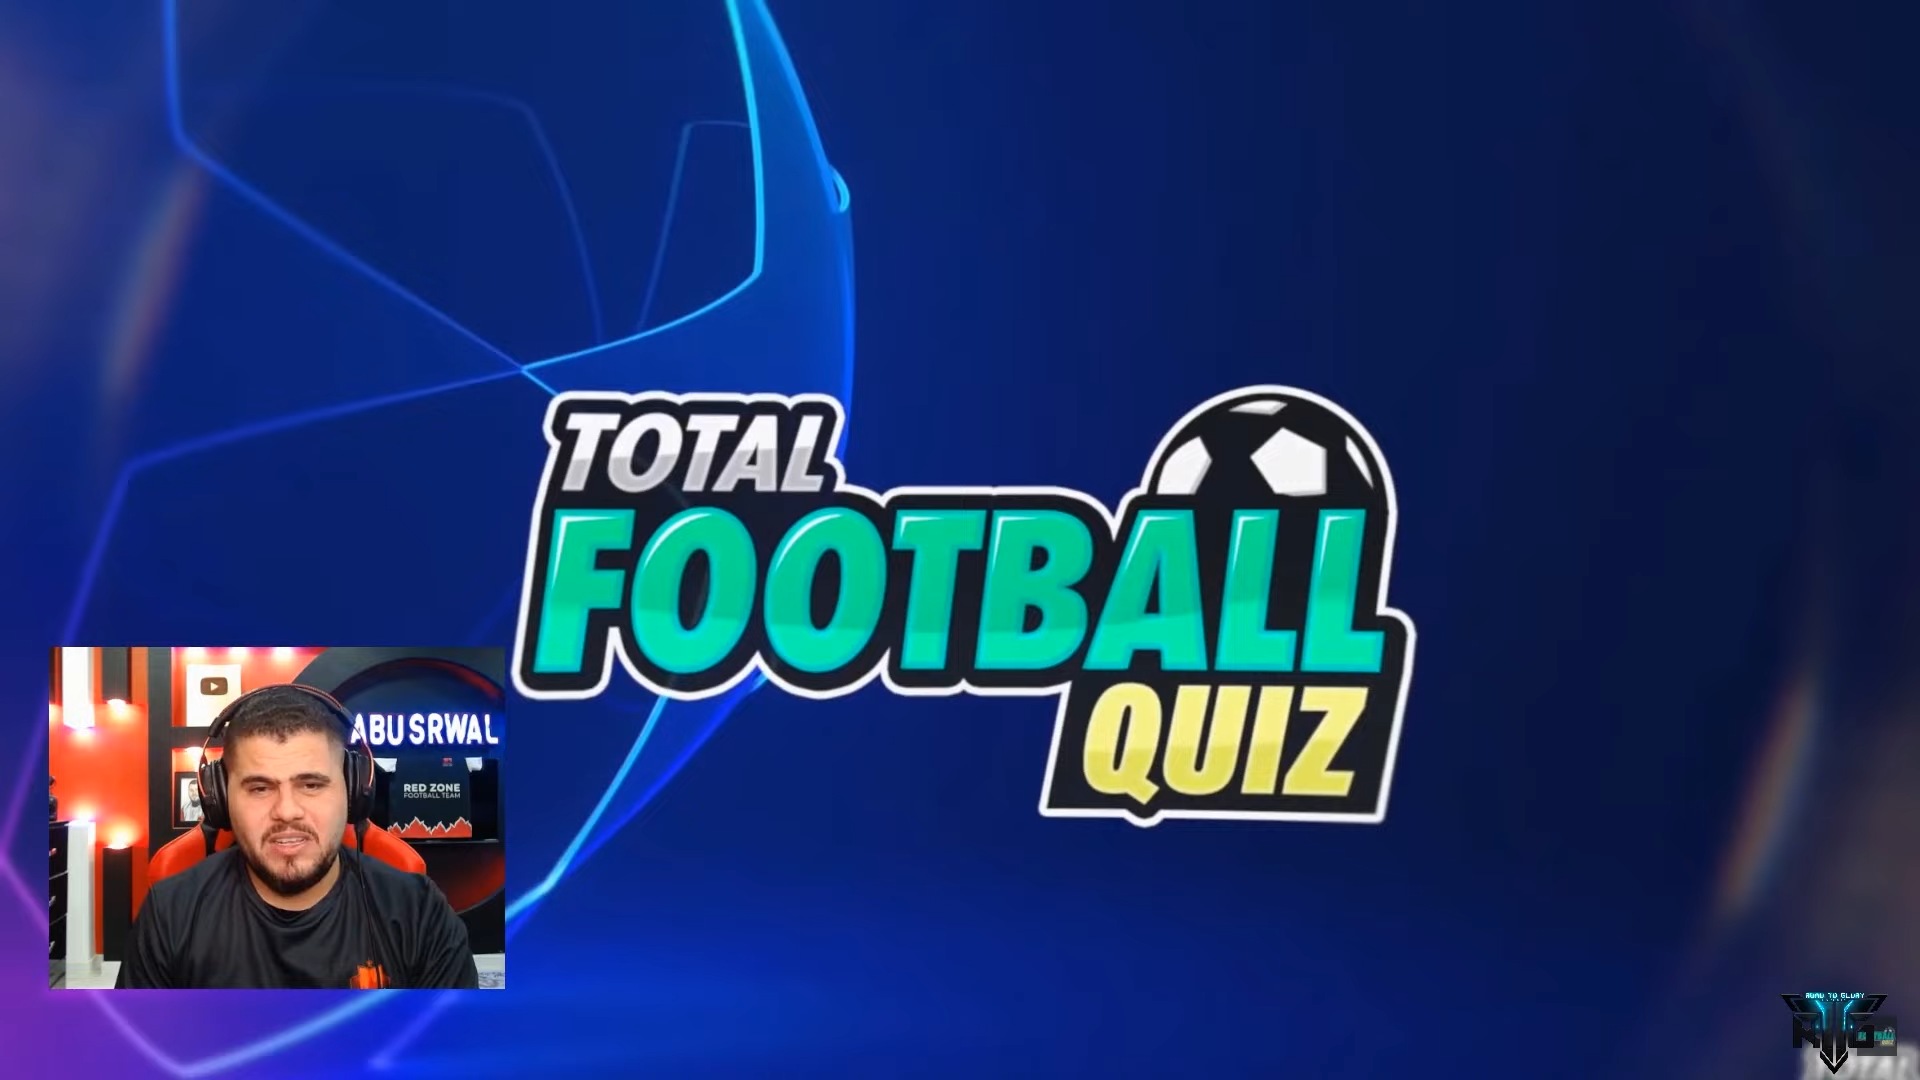 TOTAL
FOOTBALL
QUIZ
ABU SRWAL
RED ZONE
FOOTBALL TEAM
ROAD TO GLORY